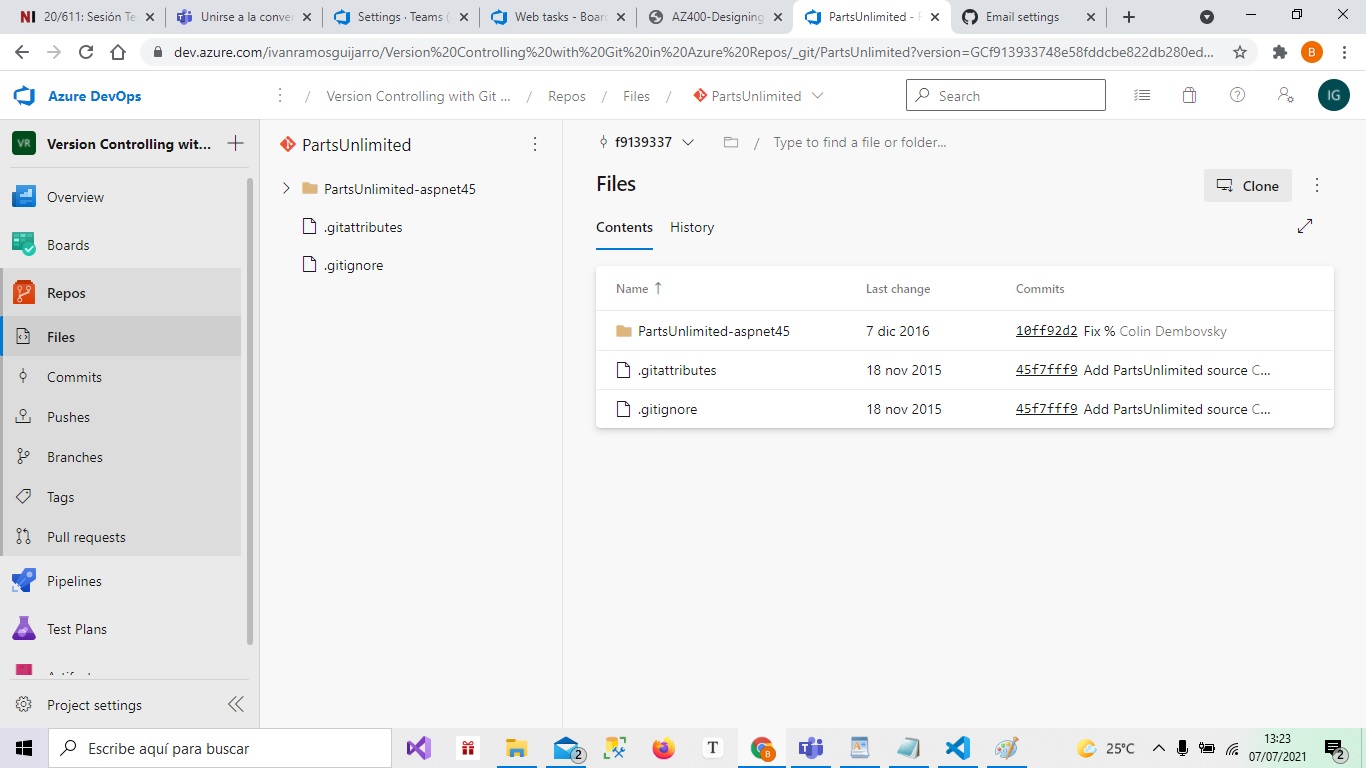 NI 20/611: Sesión Te
Unirse a la conver
Settings · Teams (
Web tasks - Board
AZ400-Designing
PartsUnlimited - F
Email settings
dev.azure.com/ivanramosguijarro/Version%20Controlling%20with%20Git%20in%20Azure%20Repos/_git/PartsUnlimited?version=GCf913933748e58fddcbe822db280ed...
B
Azure DevOps
/ Version Controlling with Git ... / Repos / Files / PartsUnlimited
Search
IG
VR Version Controlling wit...
Overview
Boards
Repos
Files
Commits
Pushes
Branches
Tags
Pull requests
Pipelines
Test Plans
Project settings
PartsUnlimited
PartsUnlimited-aspnet45
.gitattributes
.gitignore
f9139337 / Type to find a file or folder...
Files
Clone
Contents History
Name Last change Commits
PartsUnlimited-aspnet45 7 dic 2016 10ff92d2 Fix % Colin Dembovsky
.gitattributes 18 nov 2015 45f7fff9 Add PartsUnlimited source C...
.gitignore 18 nov 2015 45f7fff9 Add PartsUnlimited source C...
Escribe aquí para buscar
2
T
B
25°C
13:23
07/07/2021
2